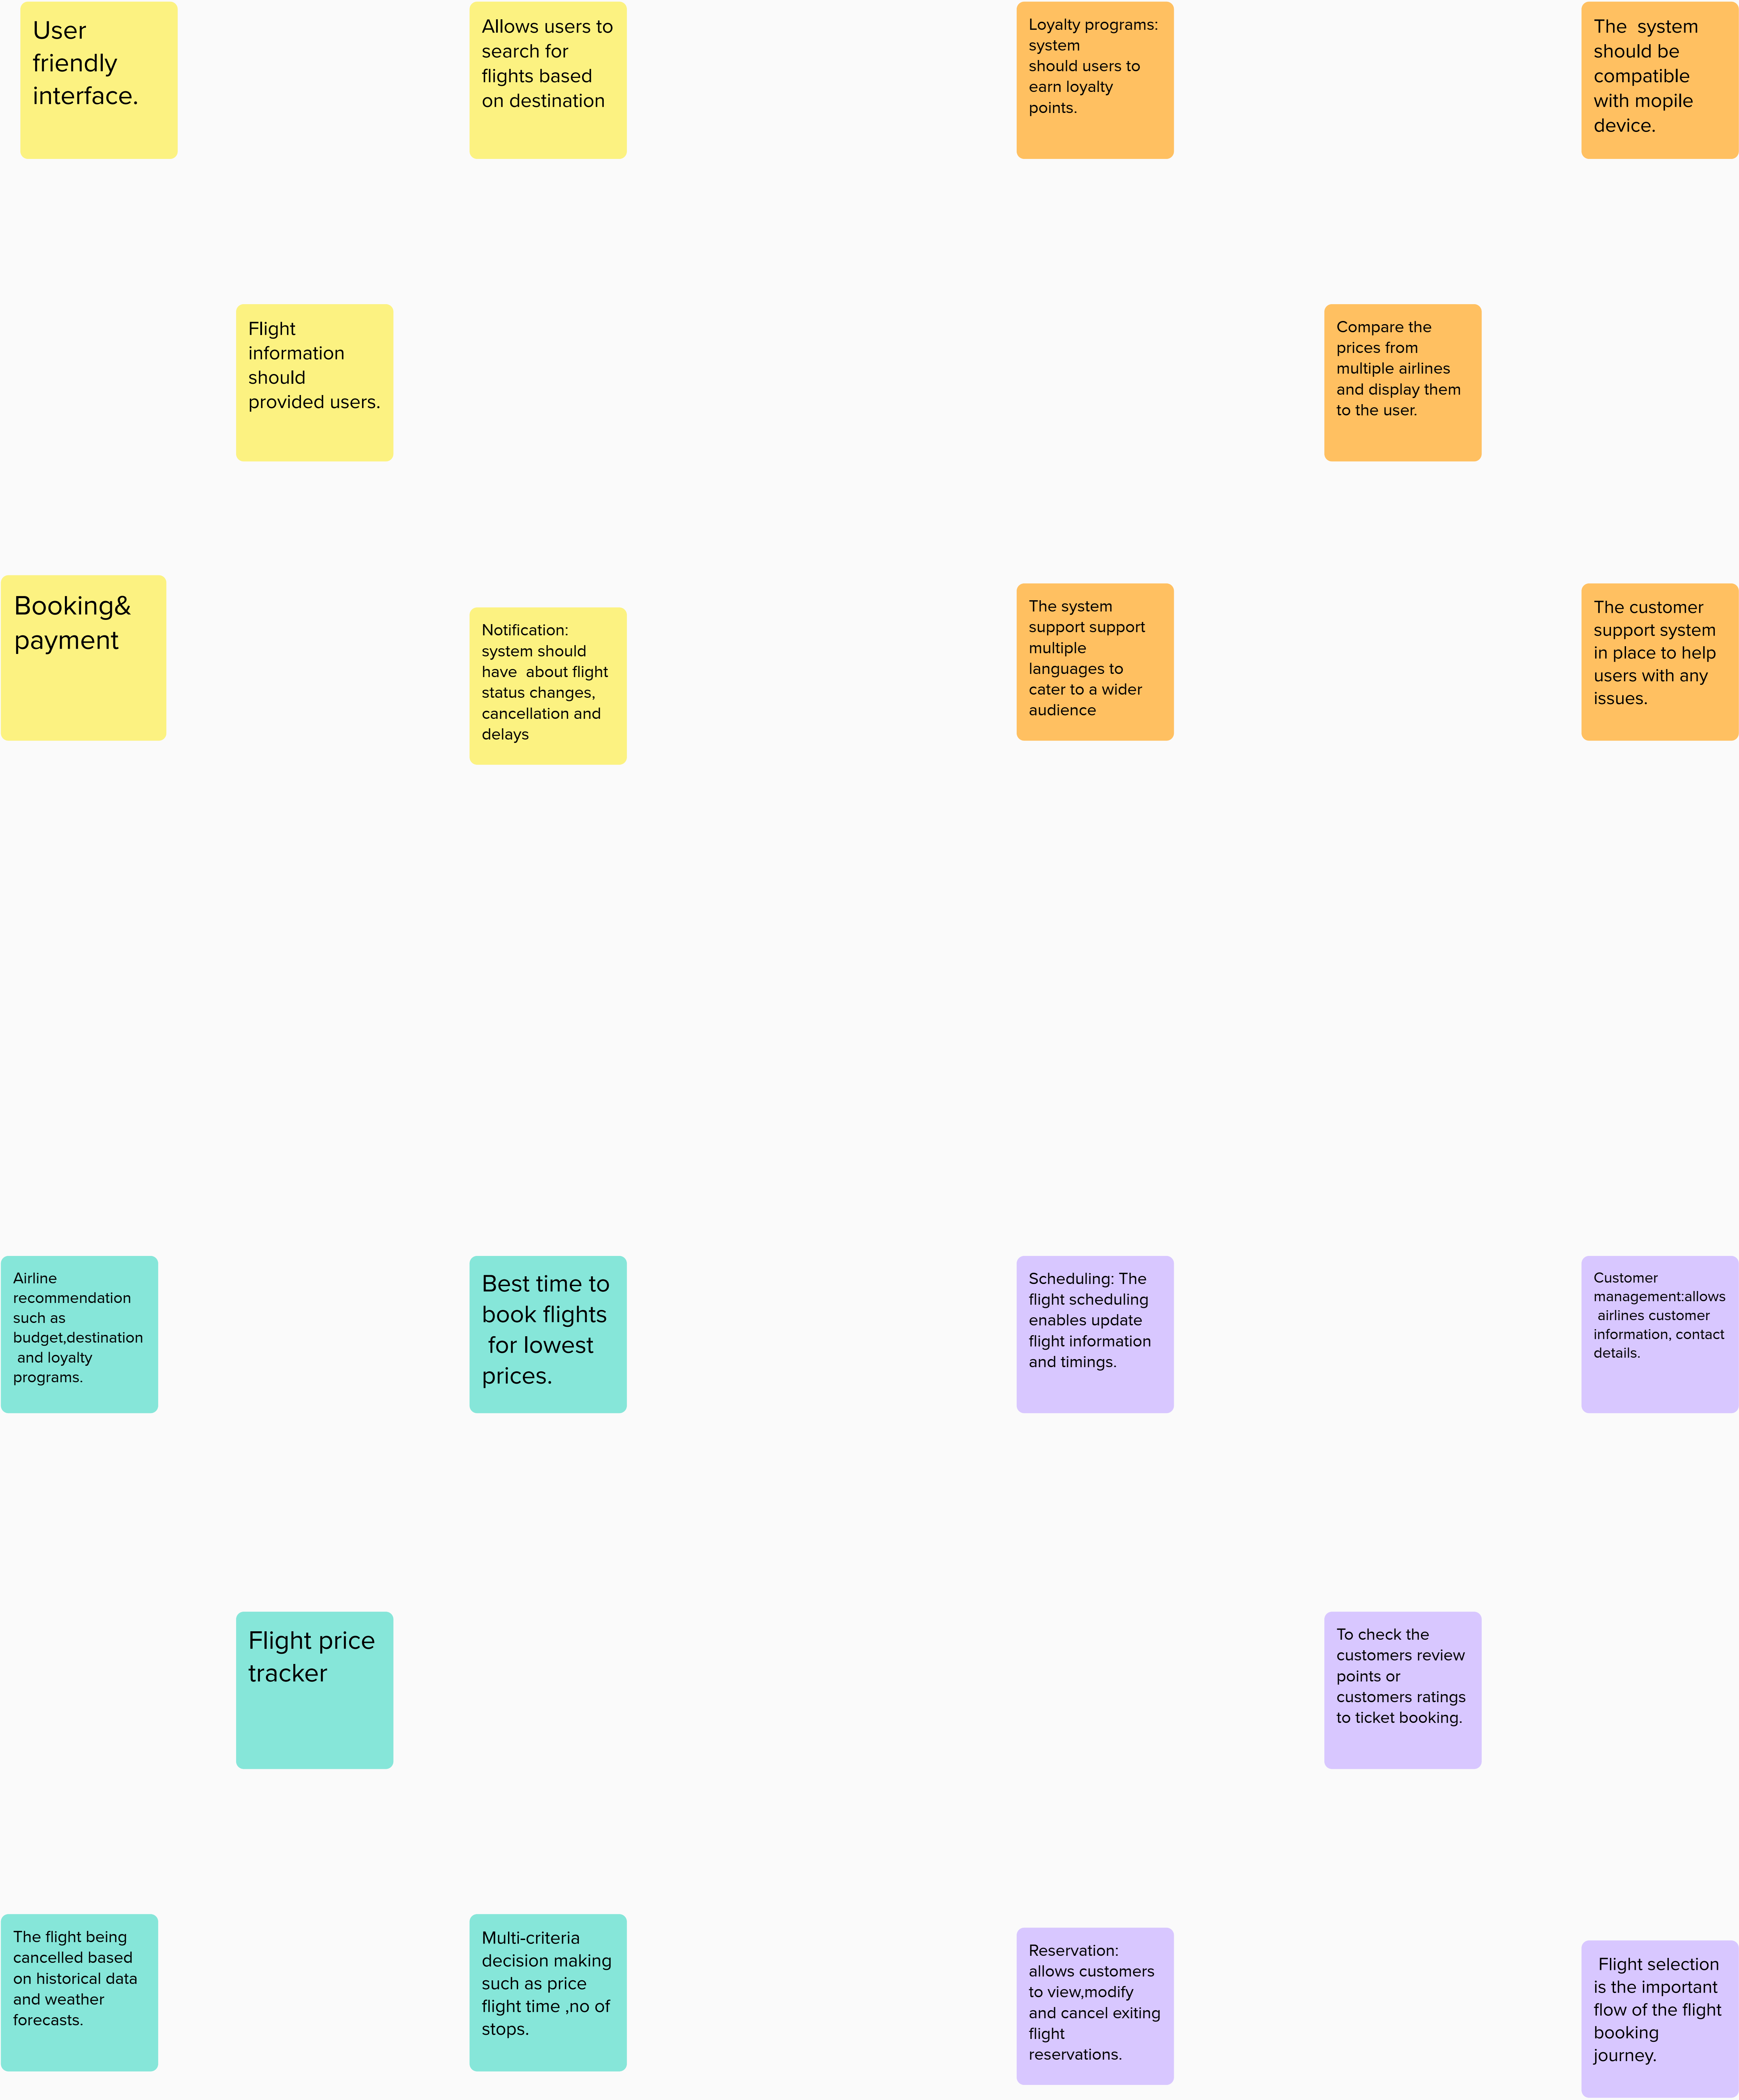 User
friendly
interface.
Allows users to
search for
flights based
on destination
Flight
information
should
provided users.
Booking&
payment
Notification:
system should
have  about flight
status changes,
cancellation and
delays
Loyalty programs:
system
should users to
earn loyalty
points.
The  system
should be
compatible
with mopile
device.
Compare the
prices from
multiple airlines
and display them
to the user.
The system
support support
multiple
languages to
cater to a wider
audience
The customer
support system
in place to help
users with any
issues.
Airline
recommendation
such as
budget,destination
and loyalty
programs.
Best time to
book flights
for lowest
prices.
Flight price
tracker
The flight being
cancelled based
on historical data
and weather
forecasts.
Multi-criteria
decision making
such as price
flight time ,no of
stops.
Scheduling: The
flight scheduling
enables update
flight information
and timings.
Customer
management:allows
airlines customer
information, contact
details.
To check the
customers review
points or
customers ratings
to ticket booking.
Reservation:
allows customers
to view,modify
and cancel exiting
flight
reservations.
Flight selection
is the important
flow of the flight
booking
journey.